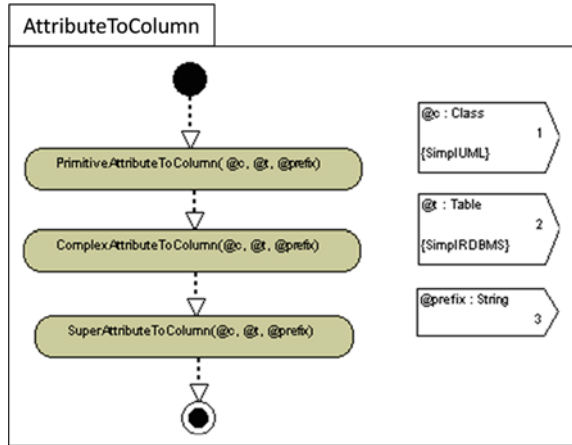 AttributeToColumn
PrimitiveAttributeToColumn( @c, @t, @prefix)
ComplexAttributeToColumn(@c, @t, @prefix)
SuperAttributeToColumn(@c, @t, @prefix)
@c : Class
1
{SimplUML}
@t : Table
2
{SimplRDBMS}
@prefix : String
3